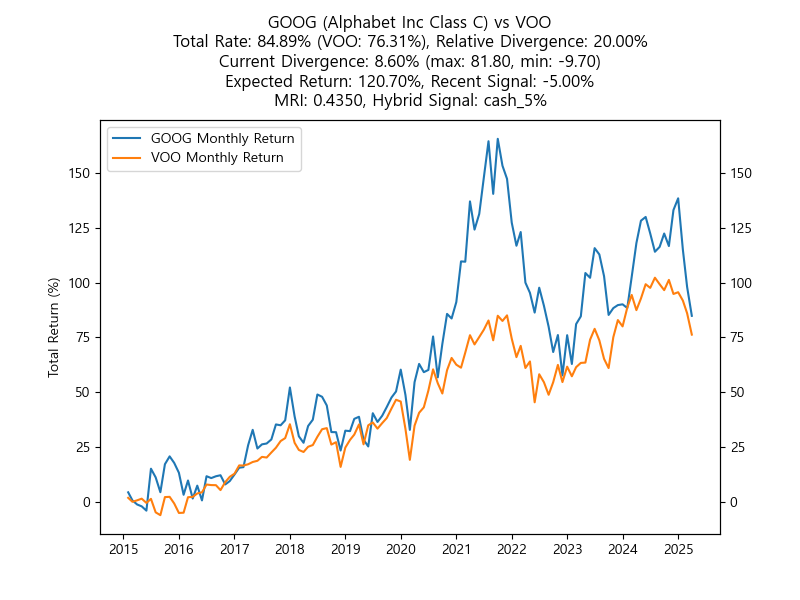 GOOG (Alphabet Inc Class C) vs VOO
Total Rate: 84.89% (VOO: 76.31%), Relative Divergence: 20.00%
Current Divergence: 8.60% (max: 81.80, min: -9.70)
Expected Return: 120.70%, Recent Signal: -5.00%
MRI: 0.4350, Hybrid Signal: cash_5%
GOOG Monthly Return
VOO Monthly Return
Total Return (%)
150
125
100
75
50
25
0
150
125
100
75
50
25
0
2015 2016 2017 2018 2019 2020 2021 2022 2023 2024 2025